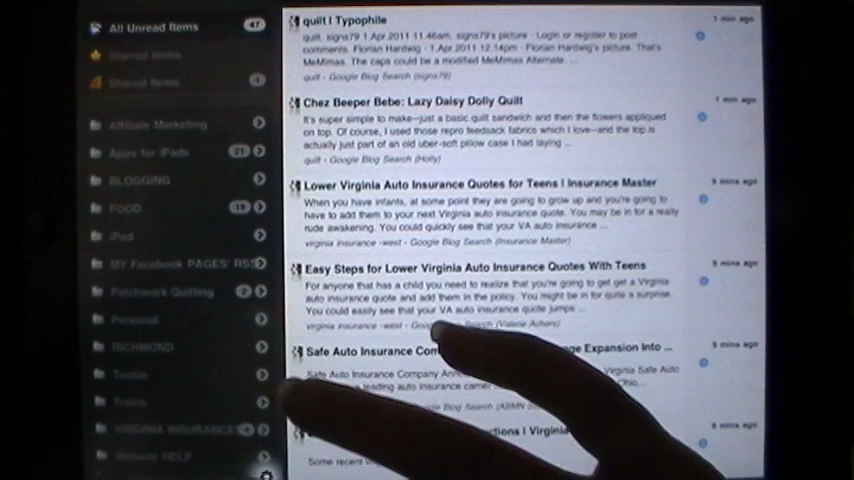 All Unread Items 47
Starred Items
Shared Items
Affiliate Marketing
Apps for iPads 21
BLOGGING
FOOD 19
iPad
MY Facebook PAGES' RSS
Patchwork Quilting 7
Personal
RICHMOND
Techie
Trains
VIRGINIA INSURANCE 4
Website HELP
quilt | Typophile 1 min ago
quilt. signs79 1.Apr.2011 11.46am. signs79's picture · Login or register to post
comments. Florian Hardwig · 1.Apr.2011 12.14pm · Florian Hardwig's picture. That's
MeMimas. The caps could be a modified MeMimas Alternate. ...
quilt - Google Blog Search (signs79)
Chez Beeper Bebe: Lazy Daisy Dolly Quilt 1 min ago
It's super simple to make--just a basic quilt sandwich and then the flowers appliqued
on top. Of course, I used those repro feedsack fabrics which I love--and the top is
actually just part of an old uber-soft pillow case I had laying ...
quilt - Google Blog Search (Holly)
Lower Virginia Auto Insurance Quotes for Teens | Insurance Master 9 mins ago
When you have infants, at some point they are going to grow up and you're going to
have to add them to your next Virginia auto insurance quote. You may be in for a really
rude awakening. You could quickly see that your VA auto insurance ...
virginia insurance -west - Google Blog Search (Insurance Master)
Easy Steps for Lower Virginia Auto Insurance Quotes With Teens 9 mins ago
For anyone that has a child you need to realize that you're going to get get a Virginia
auto insurance quote and add them in the policy. You might be in for quite a surprise.
You could easily see that your VA auto insurance quote jumps ...
virginia insurance -west - Goog Search (Valerie Achers)
Safe Auto Insurance Com ge Expansion Into ... 9 mins ago
Safe Auto Insurance Company Ann Virginia Safe Auto
leading auto insurance carrier Ohio,...
gle Blog Search
ctions | Virginia
Some recent